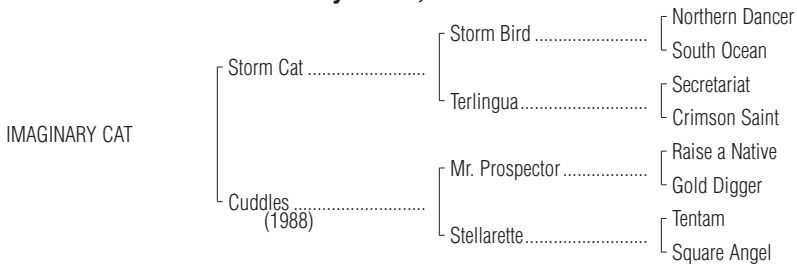 Northern Dancer
Storm Bird
South Ocean
Storm Cat
Secretariat
Terlingua
Crimson Saint
IMAGINARY CAT
Raise a Native
Mr. Prospector
Gold Digger
Cuddles
(1988)
Tentam
Stellarette
Square Angel